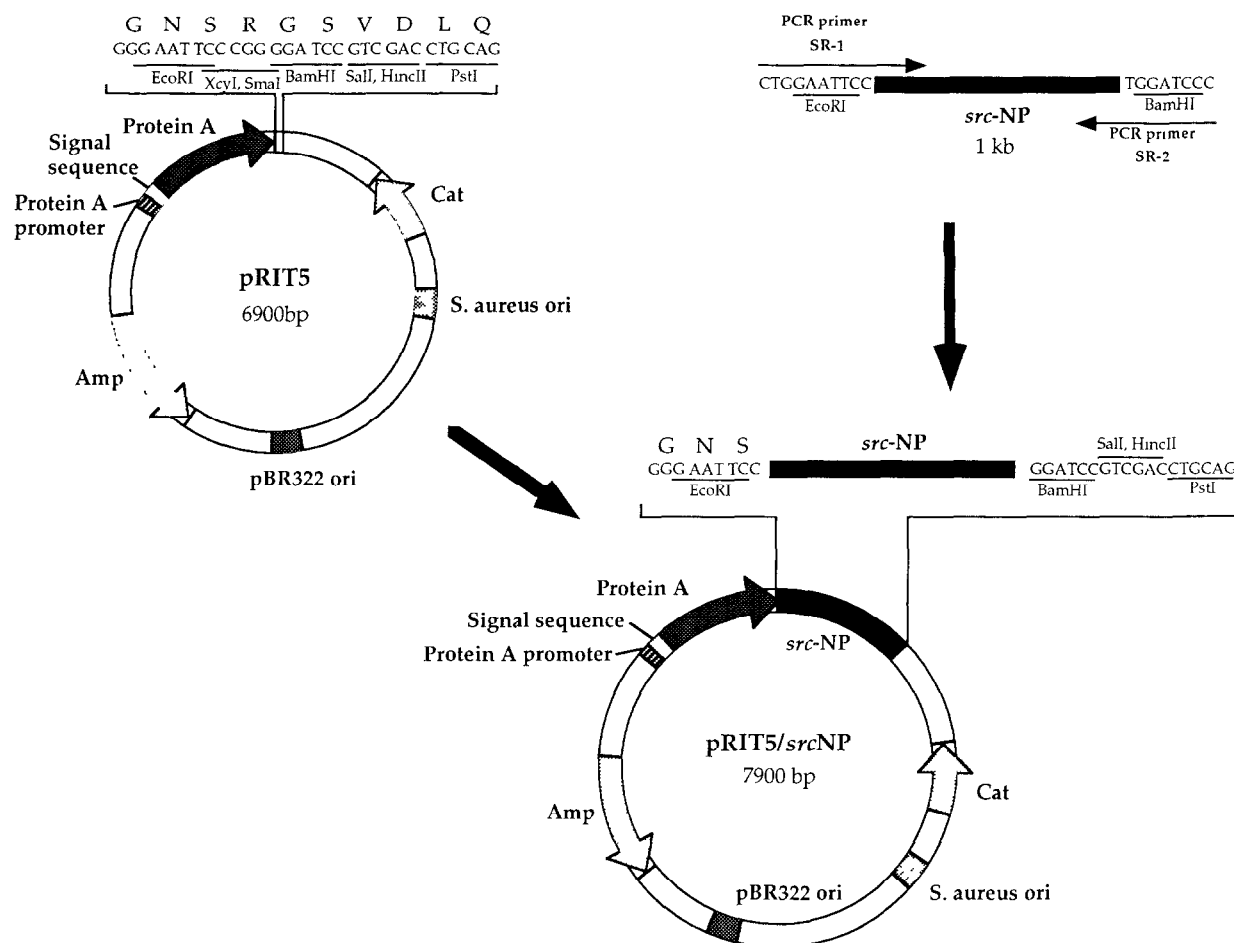 G N S R G S V D L Q
GGG AAT TCC CGG GGA TCC GTC GAC CTG CAG
EcoRI
XcyI, SmaI
BamHI
SalI, HincII
PstI
Protein A
Signal
sequence
Protein A
promoter
Cat
pRIT5
6900bp
S. aureus ori
Amp
pBR322 ori
PCR primer
SR-1
CTGGAATTCC
EcoRI
src-NP
1 kb
TGGATCCC
BamHI
PCR primer
SR-2
G N S
GGG AAT TCC
EcoRI
src-NP
SalI, HincII
GGATCCGTCGACCTGCAG
BamHI
PstI
Protein A
Signal sequence
Protein A promoter
src-NP
pRIT5/srcNP
7900 bp
Amp
Cat
pBR322 ori
S. aureus ori